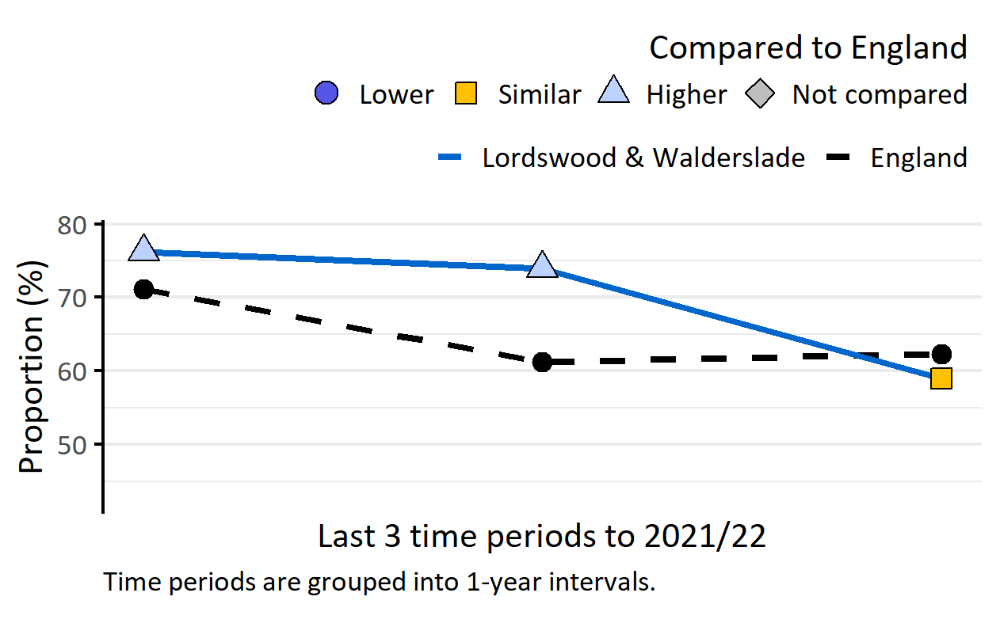 Compared to England
Lower Similar Higher Not compared
Lordswood & Walderslade England
Proportion (%)
80
70
60
50
Last 3 time periods to 2021/22
Time periods are grouped into 1-year intervals.